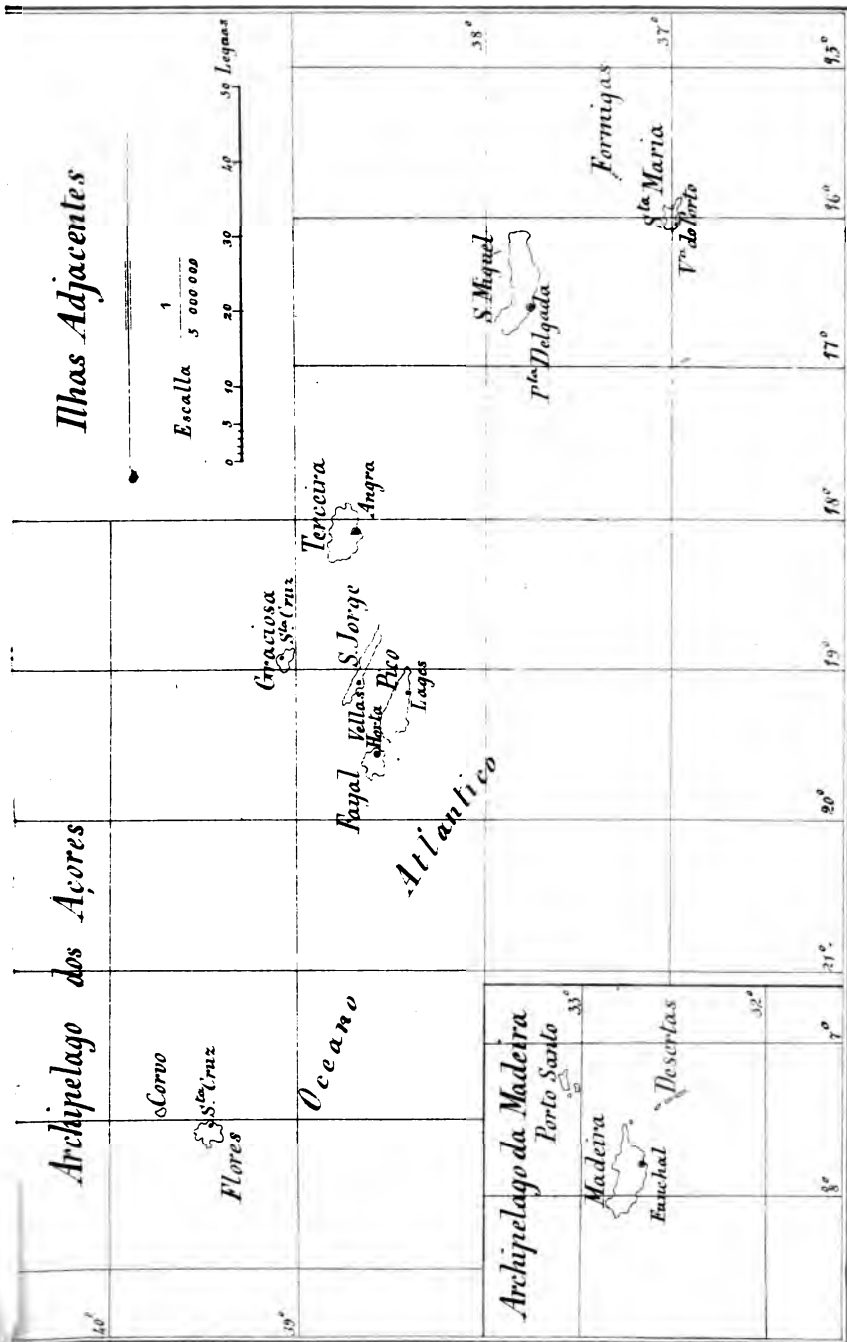 Archipelago dos Açores
Ilhas Adjacentes
Escalla 1
5 000 000
0 5 10 20 30 40 50 Legoas
40°
39°
38°
37°
Corvo
Sta Cruz
Flores
Graciosa
Sta Cruz
Terceira
Angra
S. Jorge
Vellas
Fayal
Horta
Pico
Lages
Oceano
Atlantico
S. Miguel
Pta Delgada
Formigas
Sta Maria
Va do Porto
21°
20°
19°
18°
17°
16°
Archipelago da Madeira
Porto Santo
33°
Madeira
Funchal
Desertas
32°
8°
7°